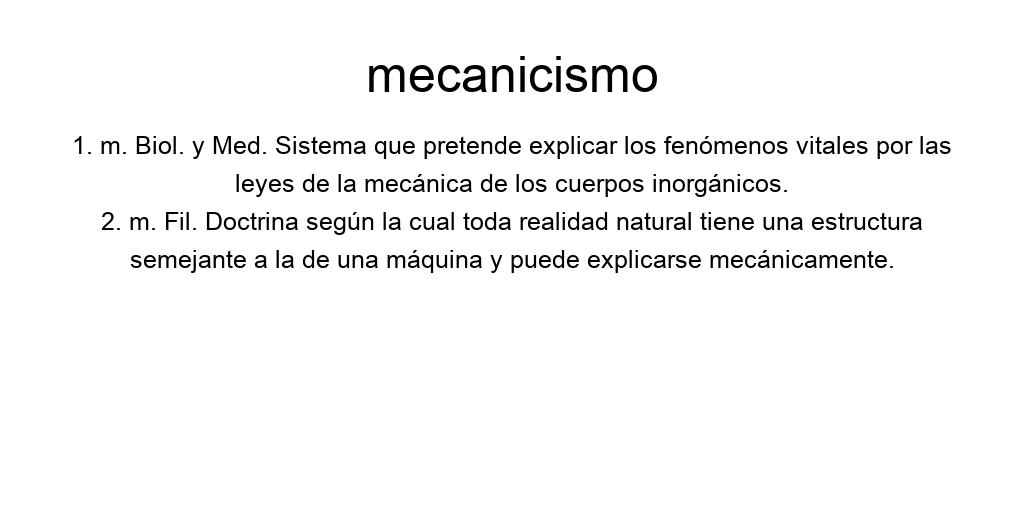 mecanicismo
1. m. Biol. y Med. Sistema que pretende explicar los fenómenos vitales por las
leyes de la mecánica de los cuerpos inorgánicos.
2. m. Fil. Doctrina según la cual toda realidad natural tiene una estructura
semejante a la de una máquina y puede explicarse mecánicamente.